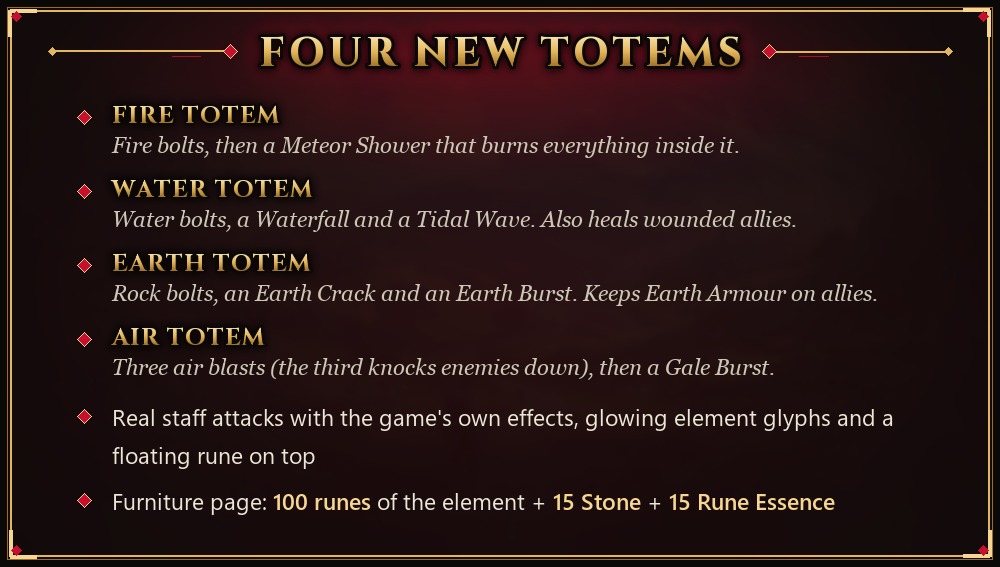 FOUR NEW TOTEMS
FIRE TOTEM
Fire bolts, then a Meteor Shower that burns everything inside it.
WATER TOTEM
Water bolts, a Waterfall and a Tidal Wave. Also heals wounded allies.
EARTH TOTEM
Rock bolts, an Earth Crack and an Earth Burst. Keeps Earth Armour on allies.
AIR TOTEM
Three air blasts (the third knocks enemies down), then a Gale Burst.
Real staff attacks with the game's own effects, glowing element glyphs and a
floating rune on top
Furniture page: 100 runes of the element + 15 Stone + 15 Rune Essence